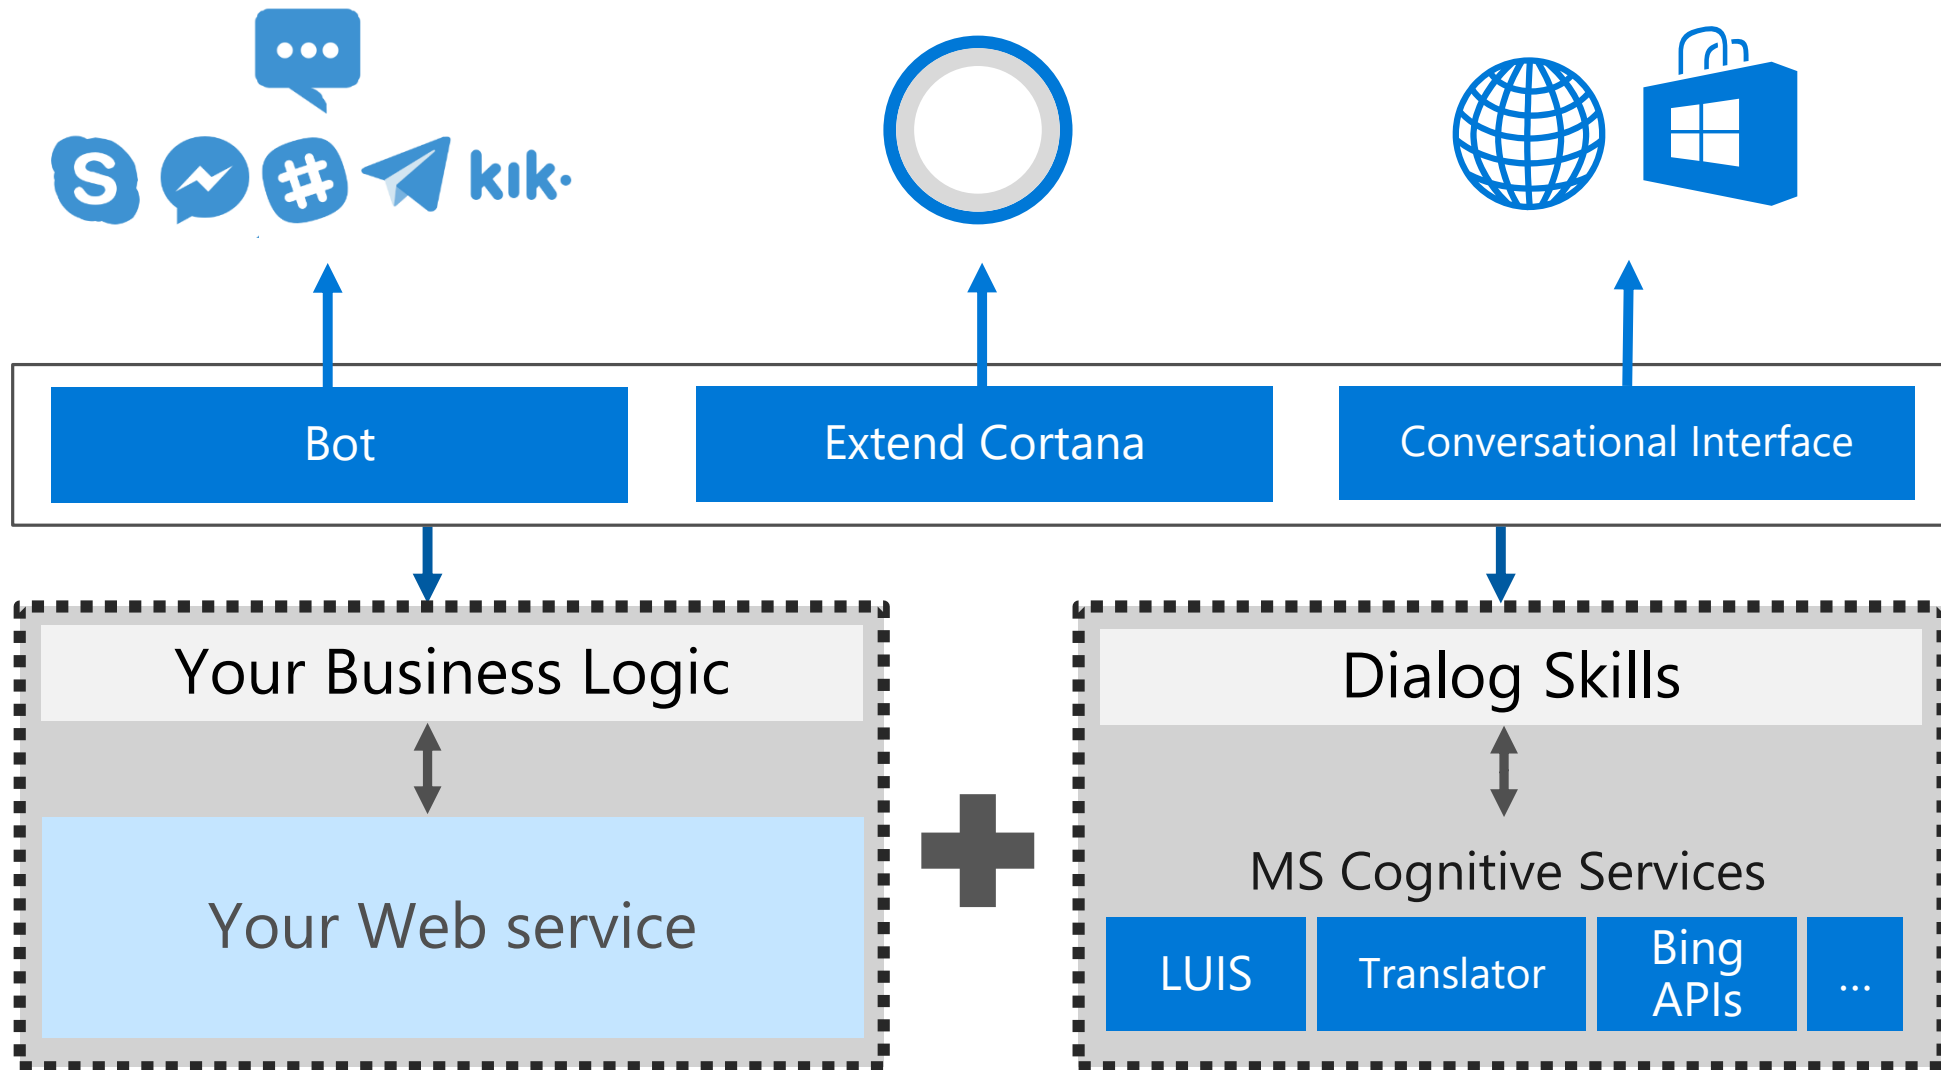 kik.
Bot
Extend Cortana
Conversational Interface
Your Business Logic
Dialog Skills
Your Web service
MS Cognitive Services
LUIS
Translator
Bing
APIs
...